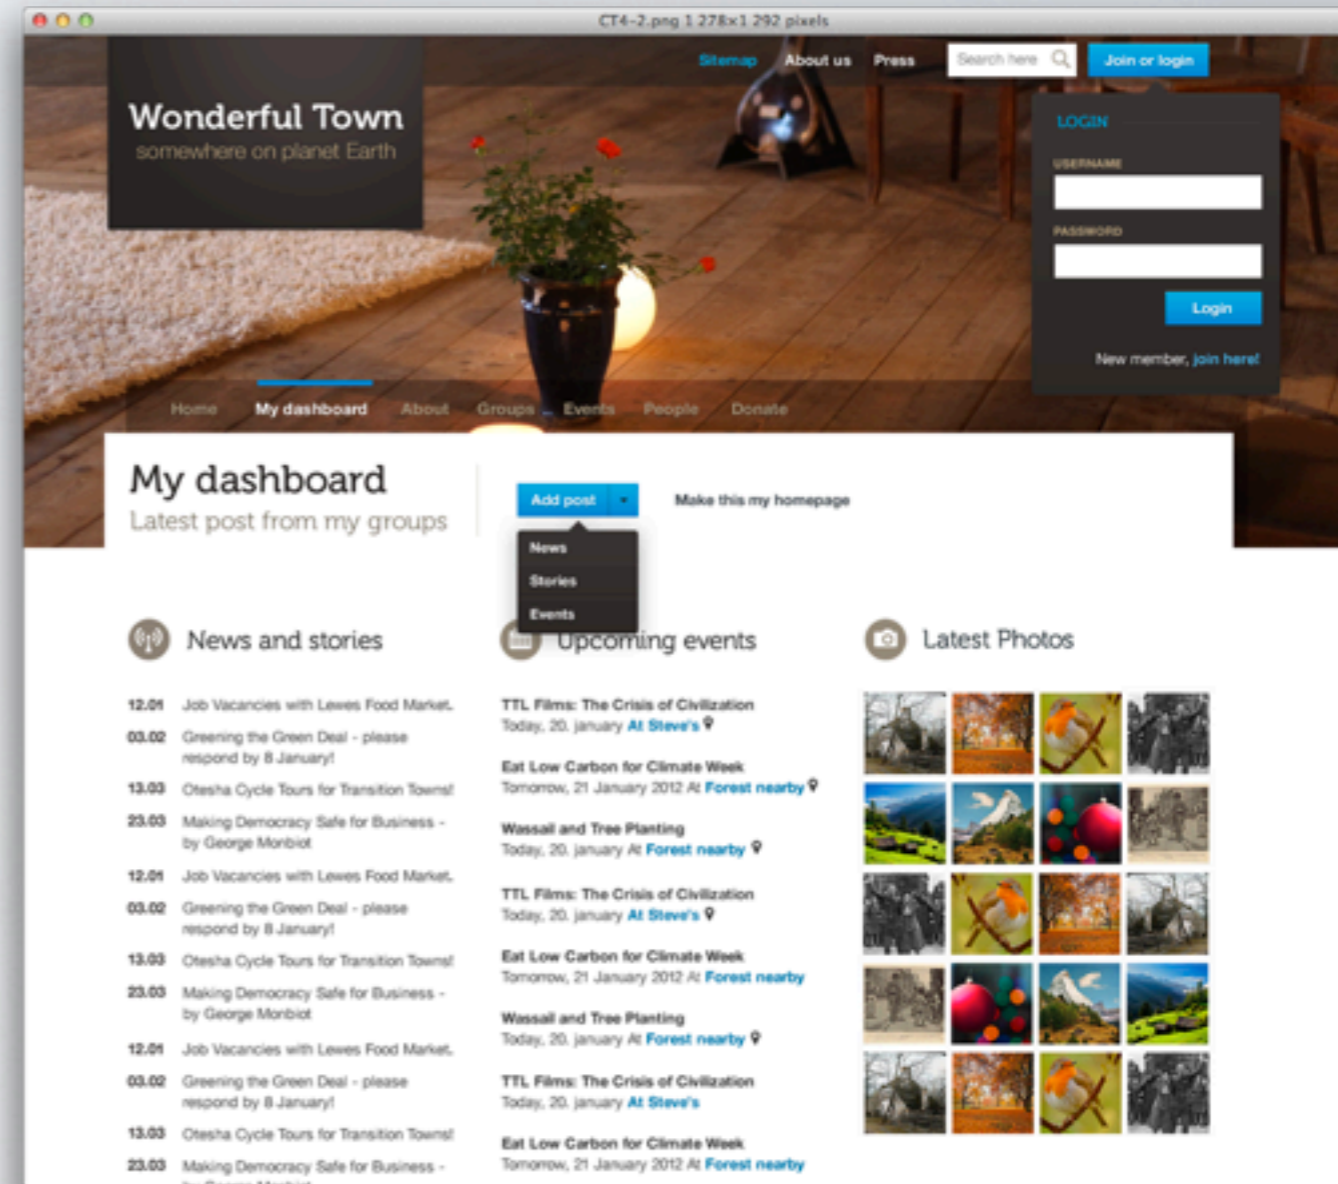 CT4-2.png 1 278×1 292 pixels
Sitemap About us Press Search here Join or login
Wonderful Town
somewhere on planet Earth
LOGIN
USERNAME
PASSWORD
Login
New member, join here!
Home My dashboard About Groups Events People Donate
My dashboard
Latest post from my groups
Add post
Make this my homepage
News
Stories
Events
News and stories
12.01 Job Vacancies with Lewes Food Market.
03.02 Greening the Green Deal - please
respond by 8 January!
13.03 Otesha Cycle Tours for Transition Towns!
23.03 Making Democracy Safe for Business -
by George Monbiot
12.01 Job Vacancies with Lewes Food Market.
03.02 Greening the Green Deal - please
respond by 8 January!
13.03 Otesha Cycle Tours for Transition Towns!
23.03 Making Democracy Safe for Business -
by George Monbiot
12.01 Job Vacancies with Lewes Food Market.
03.02 Greening the Green Deal - please
respond by 8 January!
13.03 Otesha Cycle Tours for Transition Towns!
23.03 Making Democracy Safe for Business -
Upcoming events
TTL Films: The Crisis of Civilization
Today, 20. january At Steve's
Eat Low Carbon for Climate Week
Tomorrow, 21 January 2012 At Forest nearby
Wassail and Tree Planting
Today, 20. january At Forest nearby
TTL Films: The Crisis of Civilization
Today, 20. january At Steve's
Eat Low Carbon for Climate Week
Tomorrow, 21 January 2012 At Forest nearby
Wassail and Tree Planting
Today, 20. january At Forest nearby
TTL Films: The Crisis of Civilization
Today, 20. january At Steve's
Eat Low Carbon for Climate Week
Tomorrow, 21 January 2012 At Forest nearby
Latest Photos